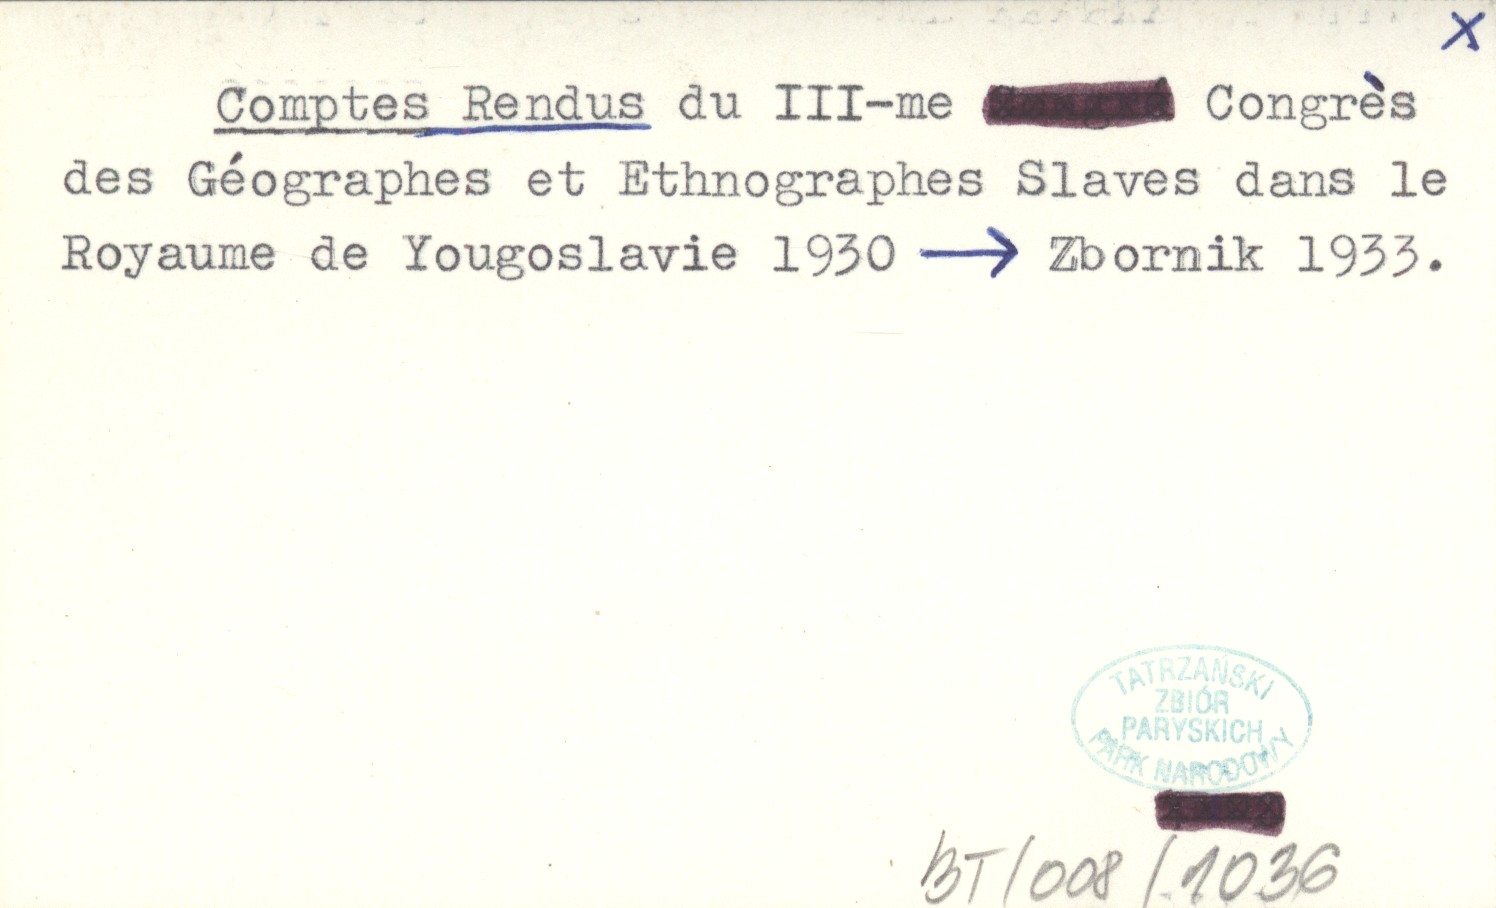 x
Comptes Rendus du III-me Congrès
des Géographes et Ethnographes Slaves dans le
Royaume de Yougoslavie 1930 → Zbornik 1933.
TATRZAŃSKI
ZBIÓR
PARYSKICH
PARK NARODOWY
BT/008/1036